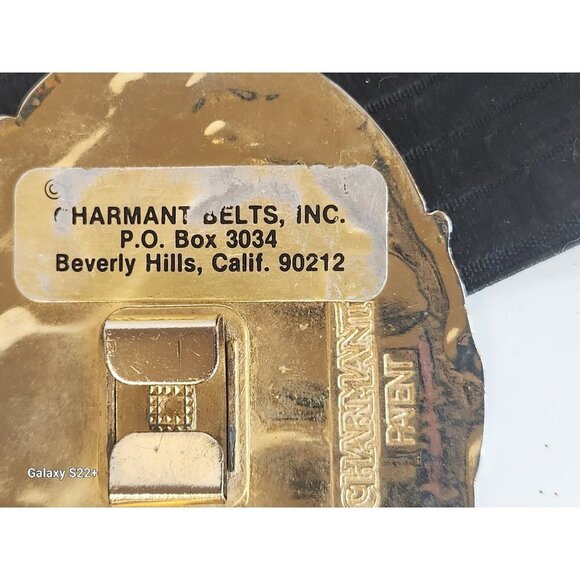 ©
CHARMANT BELTS, INC.
P.O. Box 3034
Beverly Hills, Calif. 90212
CHARMANT
PATENT
Galaxy S22+